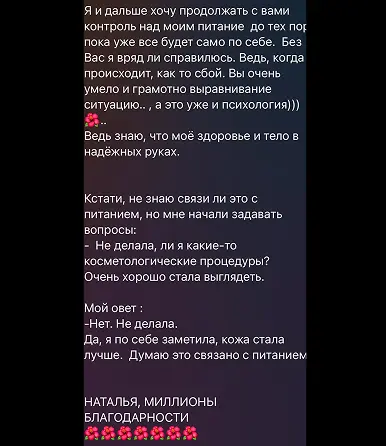 Я и дальше хочу продолжать с вами
контроль над моим питание до тех пор
пока уже все будет само по себе. Без
Вас я вряд ли справилюсь. Ведь, когда
происходит, как то сбой. Вы очень
умело и грамотно выравнивание
ситуацию.. , а это уже и психология)))
🌺..
Ведь знаю, что моё здоровье и тело в
надёжных руках.
Кстати, не знаю связи ли это с
питанием, но мне начали задавать
вопросы:
- Не делала, ли я какие-то
косметологические процедуры?
Очень хорошо стала выглядеть.
Мой овет :
-Нет. Не делала.
Да, я по себе заметила, кожа стала
лучше. Думаю это связано с питанием
НАТАЛЬЯ, МИЛЛИОНЫ
БЛАГОДАРНОСТИ
🌺🌺🌺🌺🌺🌺🌺